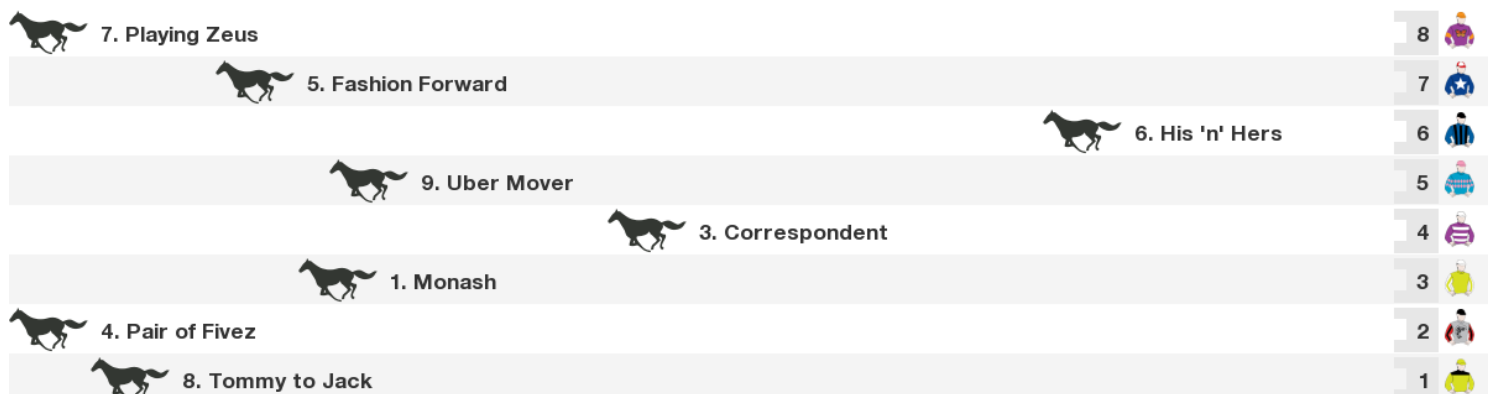 7. Playing Zeus 8
5. Fashion Forward 7
6. His 'n' Hers 6
9. Uber Mover 5
3. Correspondent 4
1. Monash 3
4. Pair of Fivez 2
8. Tommy to Jack 1